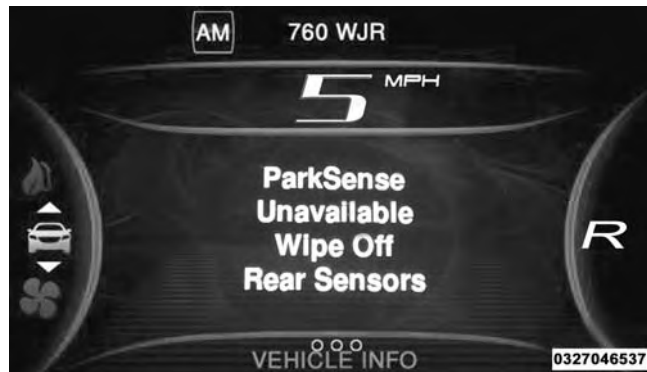 AM 760 WJR
5 MPH
ParkSense
Unavailable
Wipe Off
Rear Sensors
R
VEHICLE INFO
0327046537